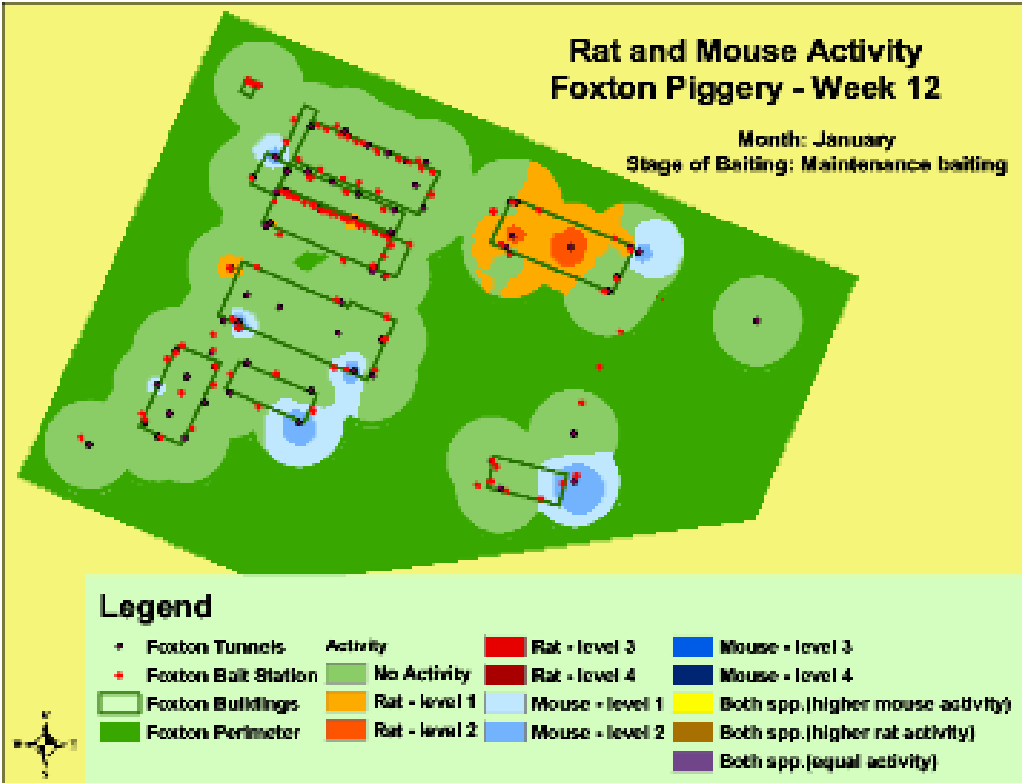 Rat and Mouse Activity
Foxton Piggery - Week 12
Month: January
Stage of Baiting: Maintenance baiting
Legend
Foxton Tunnels
Foxton Bait Station
Foxton Buildings
Foxton Perimeter
Activity
No Activity
Rat - level 1
Rat - level 2
Rat - level 3
Rat - level 4
Mouse - level 1
Mouse - level 2
Mouse - level 3
Mouse - level 4
Both spp.(higher mouse activity)
Both spp.(higher rat activity)
Both spp.(equal activity)